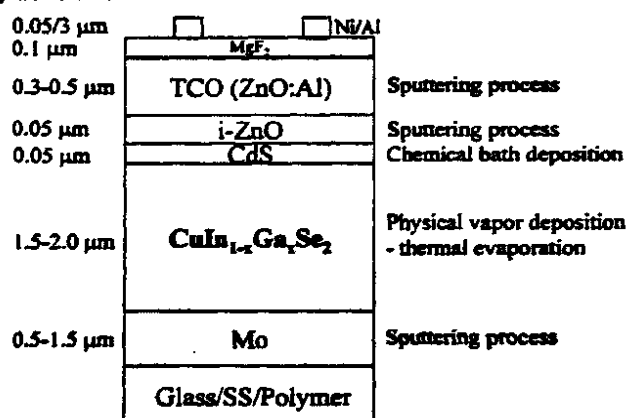 0.05/3 μm Ni/Al
0.1 μm MgF₂
0.3-0.5 μm TCO (ZnO:Al) Sputtering process
0.05 μm i-ZnO Sputtering process
0.05 μm CdS Chemical bath deposition
1.5-2.0 μm CuIn₁₋ₓGaₓSe₂ Physical vapor deposition
- thermal evaporation
0.5-1.5 μm Mo Sputtering process
Glass/SS/Polymer